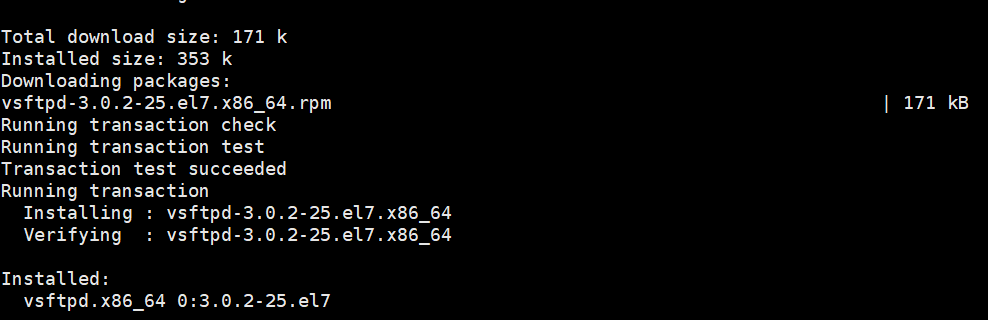 Total download size: 171 k
Installed size: 353 k
Downloading packages:
vsftpd-3.0.2-25.el7.x86_64.rpm | 171 kB
Running transaction check
Running transaction test
Transaction test succeeded
Running transaction
  Installing : vsftpd-3.0.2-25.el7.x86_64
  Verifying  : vsftpd-3.0.2-25.el7.x86_64
Installed:
  vsftpd.x86_64 0:3.0.2-25.el7